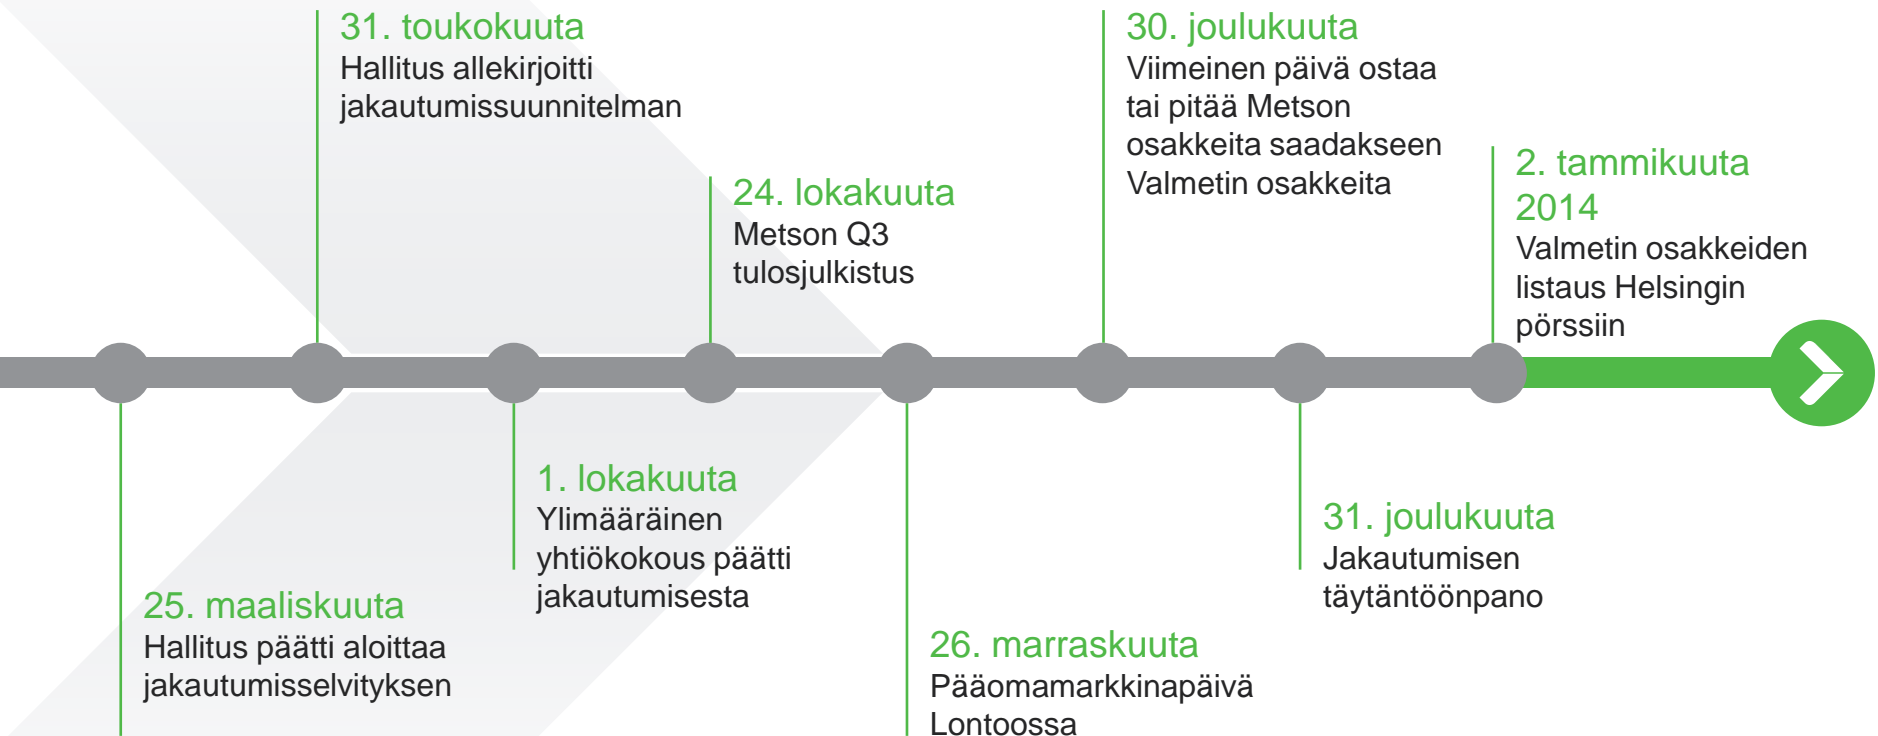 31. toukokuuta
Hallitus allekirjoitti
jakautumissuunnitelman
24. lokakuuta
Metson Q3
tulosjulkistus
30. joulukuuta
Viimeinen päivä ostaa
tai pitää Metson
osakkeita saadakseen
Valmetin osakkeita
2. tammikuuta
2014
Valmetin osakkeiden
listaus Helsingin
pörssiin
25. maaliskuuta
Hallitus päätti aloittaa
jakautumisselvityksen
1. lokakuuta
Ylimääräinen
yhtiökokous päätti
jakautumisesta
26. marraskuuta
Pääomamarkkinapäivä
Lontoossa
31. joulukuuta
Jakautumisen
täytäntöönpano